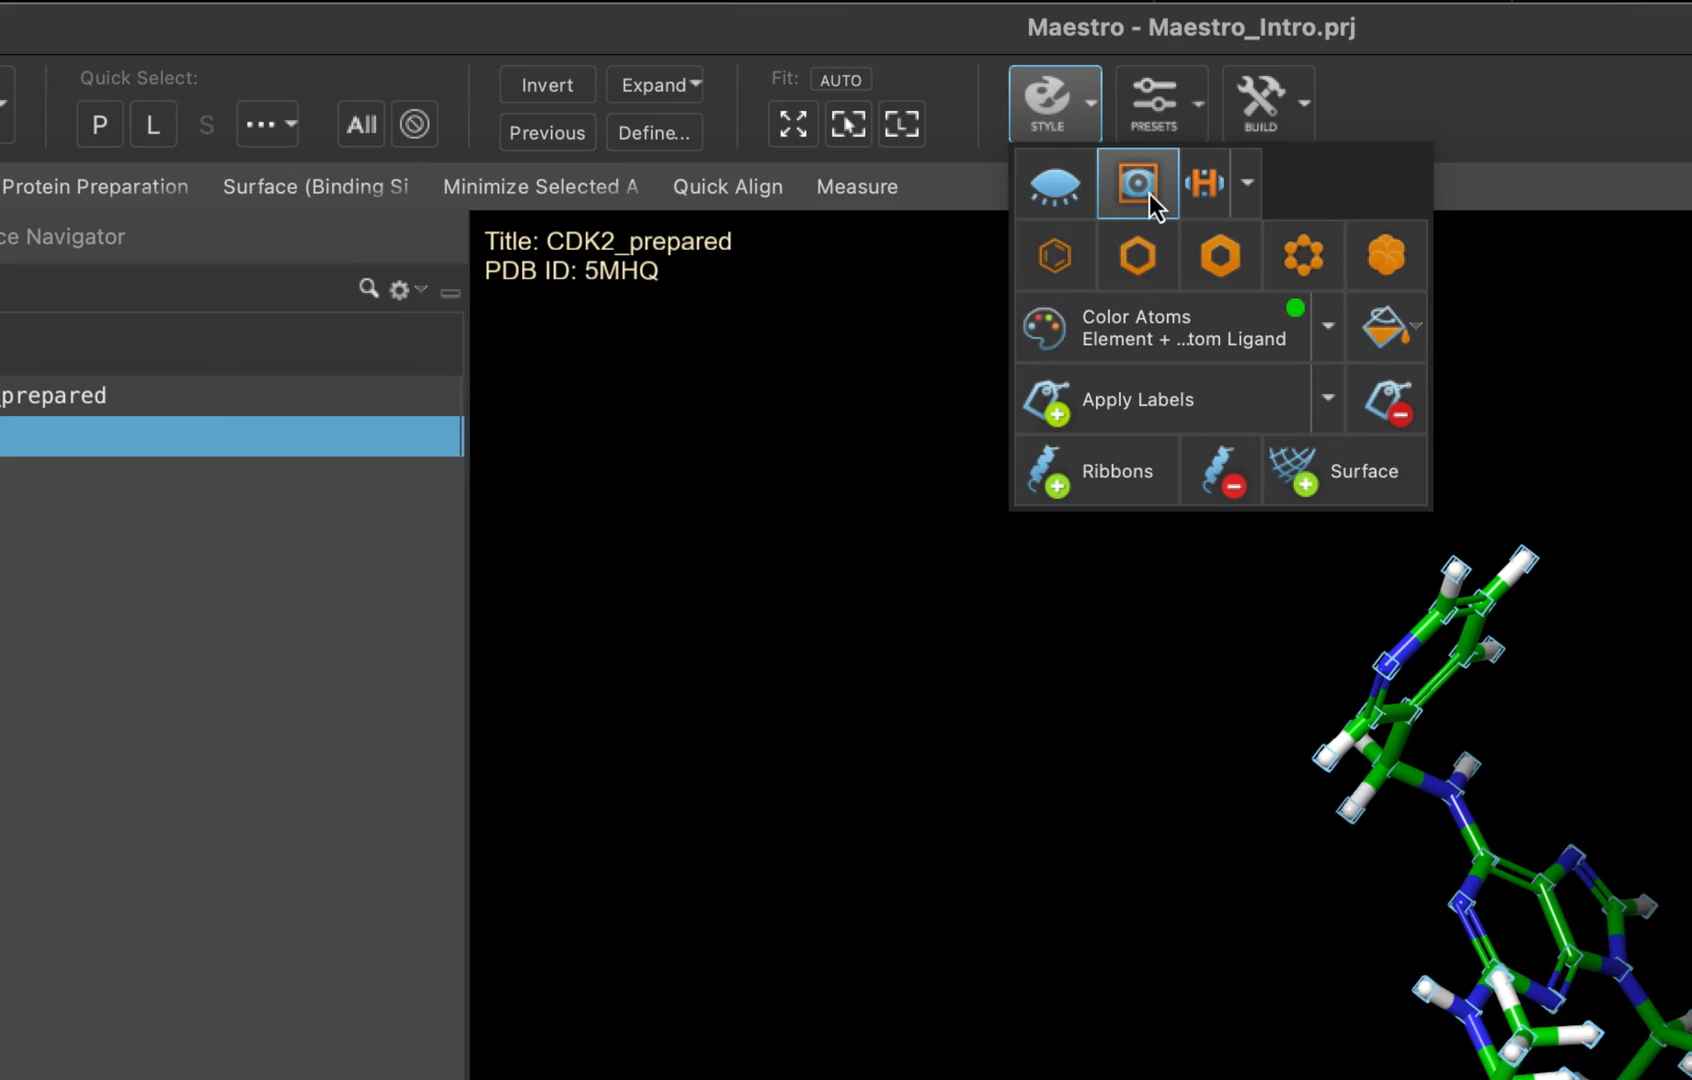 Maestro - Maestro_Intro.prj
Quick Select:
P
L
S
All
Invert
Expand
Previous
Define...
Fit:
AUTO
L
STYLE
PRESETS
BUILD
Protein Preparation
Surface (Binding Si
Minimize Selected A
Quick Align
Measure
ce Navigator
Title: CDK2_prepared
PDB ID: 5MHQ
H
Color Atoms
Element + ...tom Ligand
Apply Labels
Ribbons
Surface
_prepared